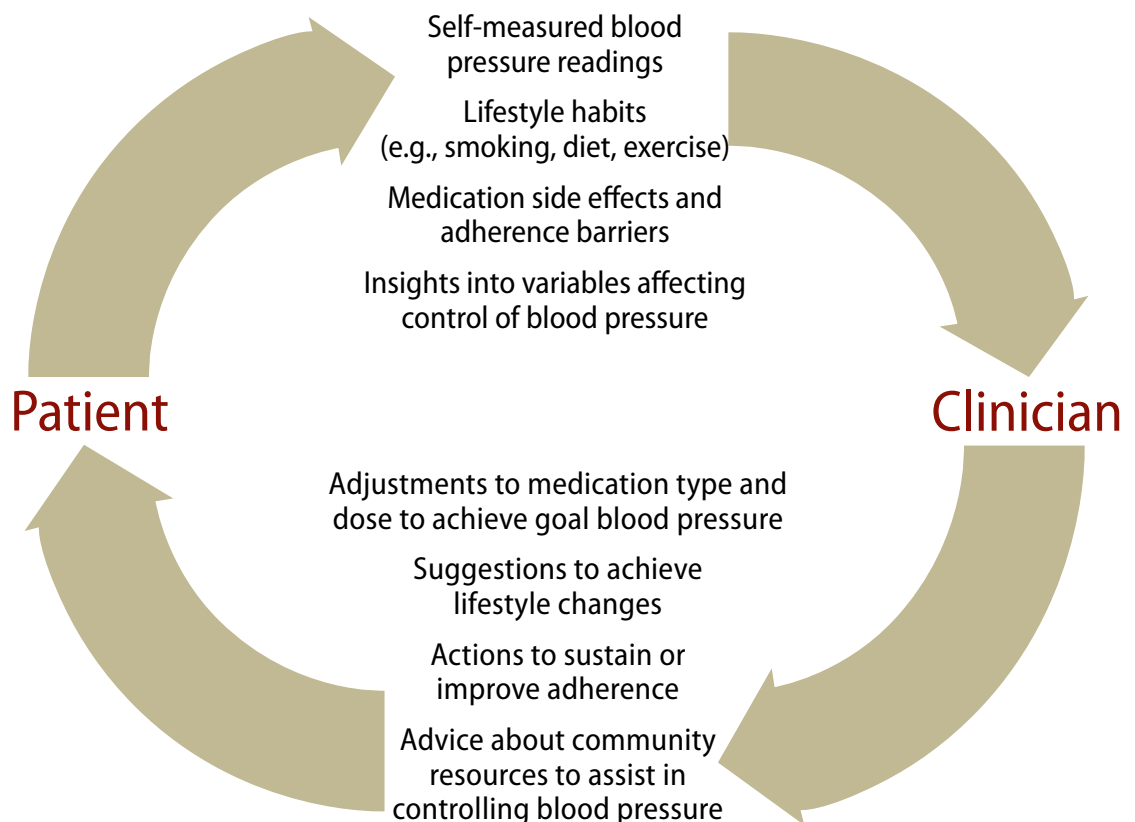 Self-measured blood
pressure readings
Lifestyle habits
(e.g., smoking, diet, exercise)
Medication side effects and
adherence barriers
Insights into variables affecting
control of blood pressure
Patient
Clinician
Adjustments to medication type and
dose to achieve goal blood pressure
Suggestions to achieve
lifestyle changes
Actions to sustain or
improve adherence
Advice about community
resources to assist in
controlling blood pressure